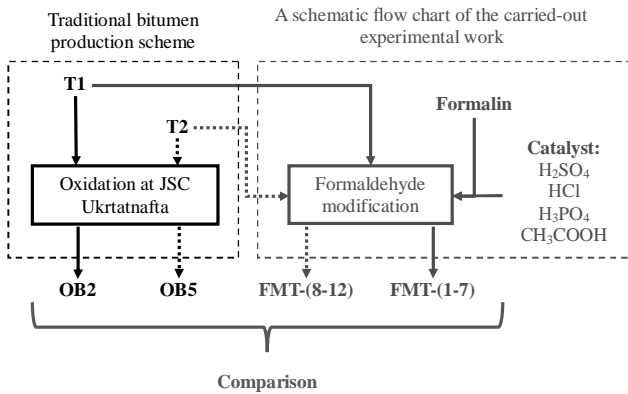 Traditional bitumen
production scheme
A schematic flow chart of the carried-out
experimental work
T1
T2
Formalin
Oxidation at JSC
Ukrtatnafta
Formaldehyde
modification
Catalyst:
H₂SO₄
HCl
H₃PO₄
CH₃COOH
OB2
OB5
FMT-(8-12)
FMT-(1-7)
Comparison